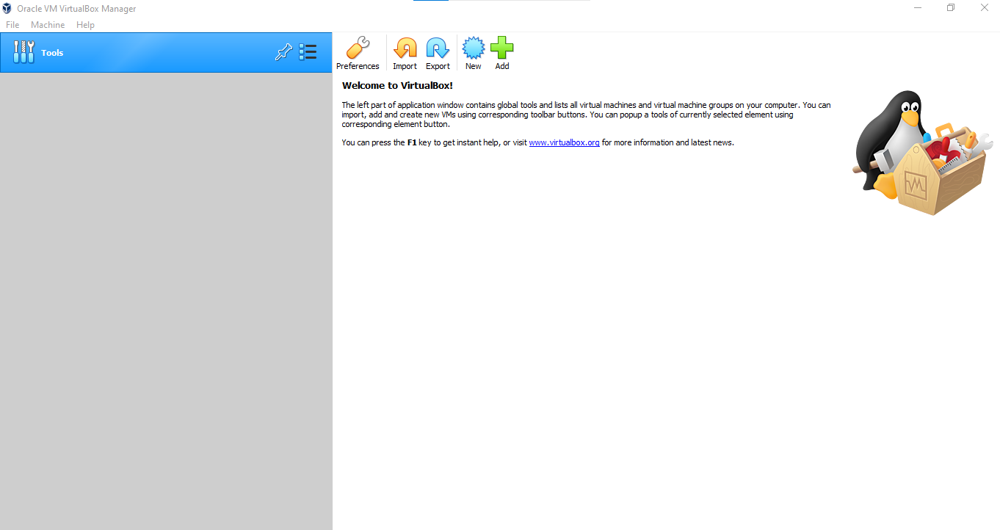 Oracle VM VirtualBox Manager
File Machine Help
Tools
Preferences Import Export New Add
Welcome to VirtualBox!
The left part of application window contains global tools and lists all virtual machines and virtual machine groups on your computer. You can
import, add and create new VMs using corresponding toolbar buttons. You can popup a tools of currently selected element using
corresponding element button.
You can press the F1 key to get instant help, or visit www.virtualbox.org for more information and latest news.
VM